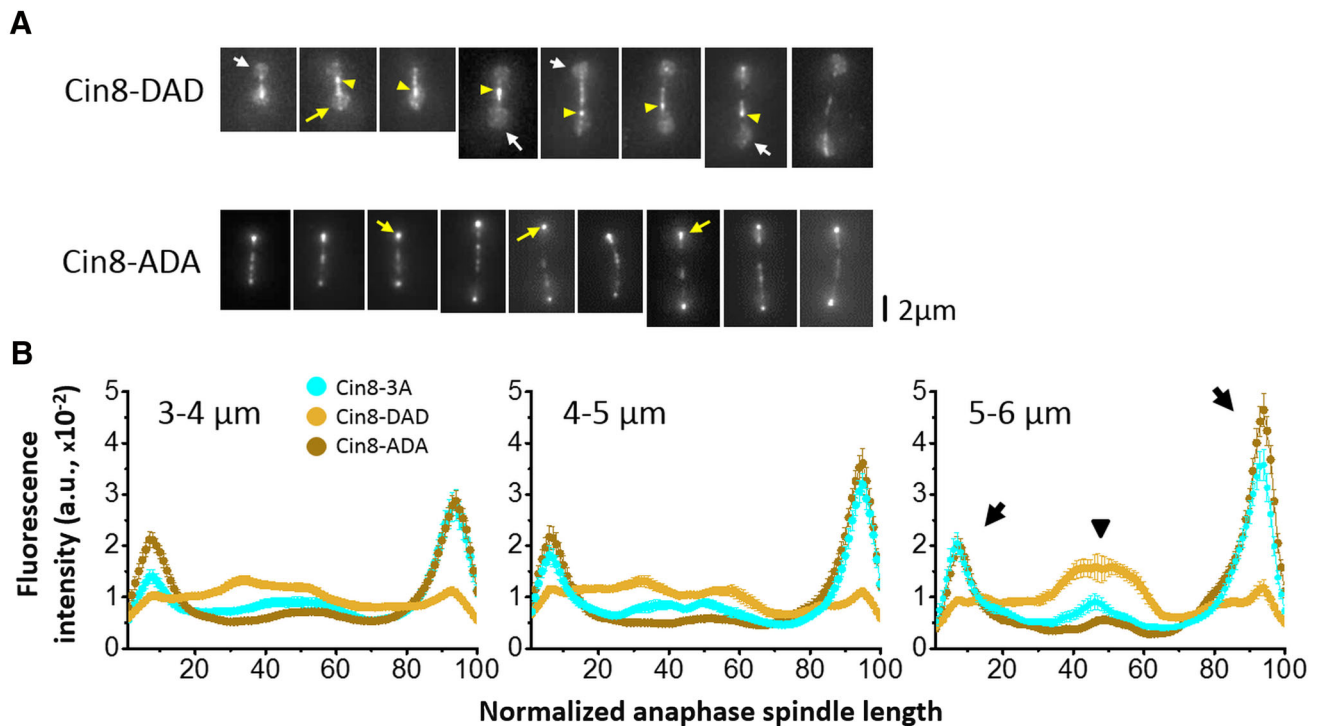 A
Cin8-DAD
Cin8-ADA
2μm
B
Fluorescence
intensity (a.u., x10⁻²)
5
4
3
2
1
0
3-4 μm
Cin8-3A
Cin8-DAD
Cin8-ADA
20 40 60 80 100
5
4
3
2
1
0
4-5 μm
20 40 60 80 100
5
4
3
2
1
0
5-6 μm
20 40 60 80 100
Normalized anaphase spindle length